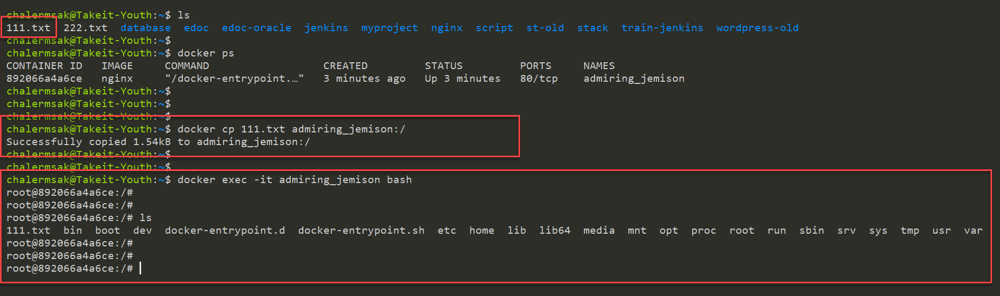 chalermsak@Takeit-Youth:~$ ls
111.txt 222.txt database edoc edoc-oracle jenkins myproject nginx script st-old stack train-jenkins wordpress-old
chalermsak@Takeit-Youth:~$
chalermsak@Takeit-Youth:~$ docker ps
CONTAINER ID IMAGE COMMAND CREATED STATUS PORTS NAMES
892066a4a6ce nginx "/docker-entrypoint.…" 3 minutes ago Up 3 minutes 80/tcp admiring_jemison
chalermsak@Takeit-Youth:~$
chalermsak@Takeit-Youth:~$
chalermsak@Takeit-Youth:~$
chalermsak@Takeit-Youth:~$ docker cp 111.txt admiring_jemison:/
Successfully copied 1.54kB to admiring_jemison:/
chalermsak@Takeit-Youth:~$
chalermsak@Takeit-Youth:~$
chalermsak@Takeit-Youth:~$ docker exec -it admiring_jemison bash
root@892066a4a6ce:/#
root@892066a4a6ce:/#
root@892066a4a6ce:/# ls
111.txt bin boot dev docker-entrypoint.d docker-entrypoint.sh etc home lib lib64 media mnt opt proc root run sbin srv sys tmp usr var
root@892066a4a6ce:/#
root@892066a4a6ce:/#
root@892066a4a6ce:/#